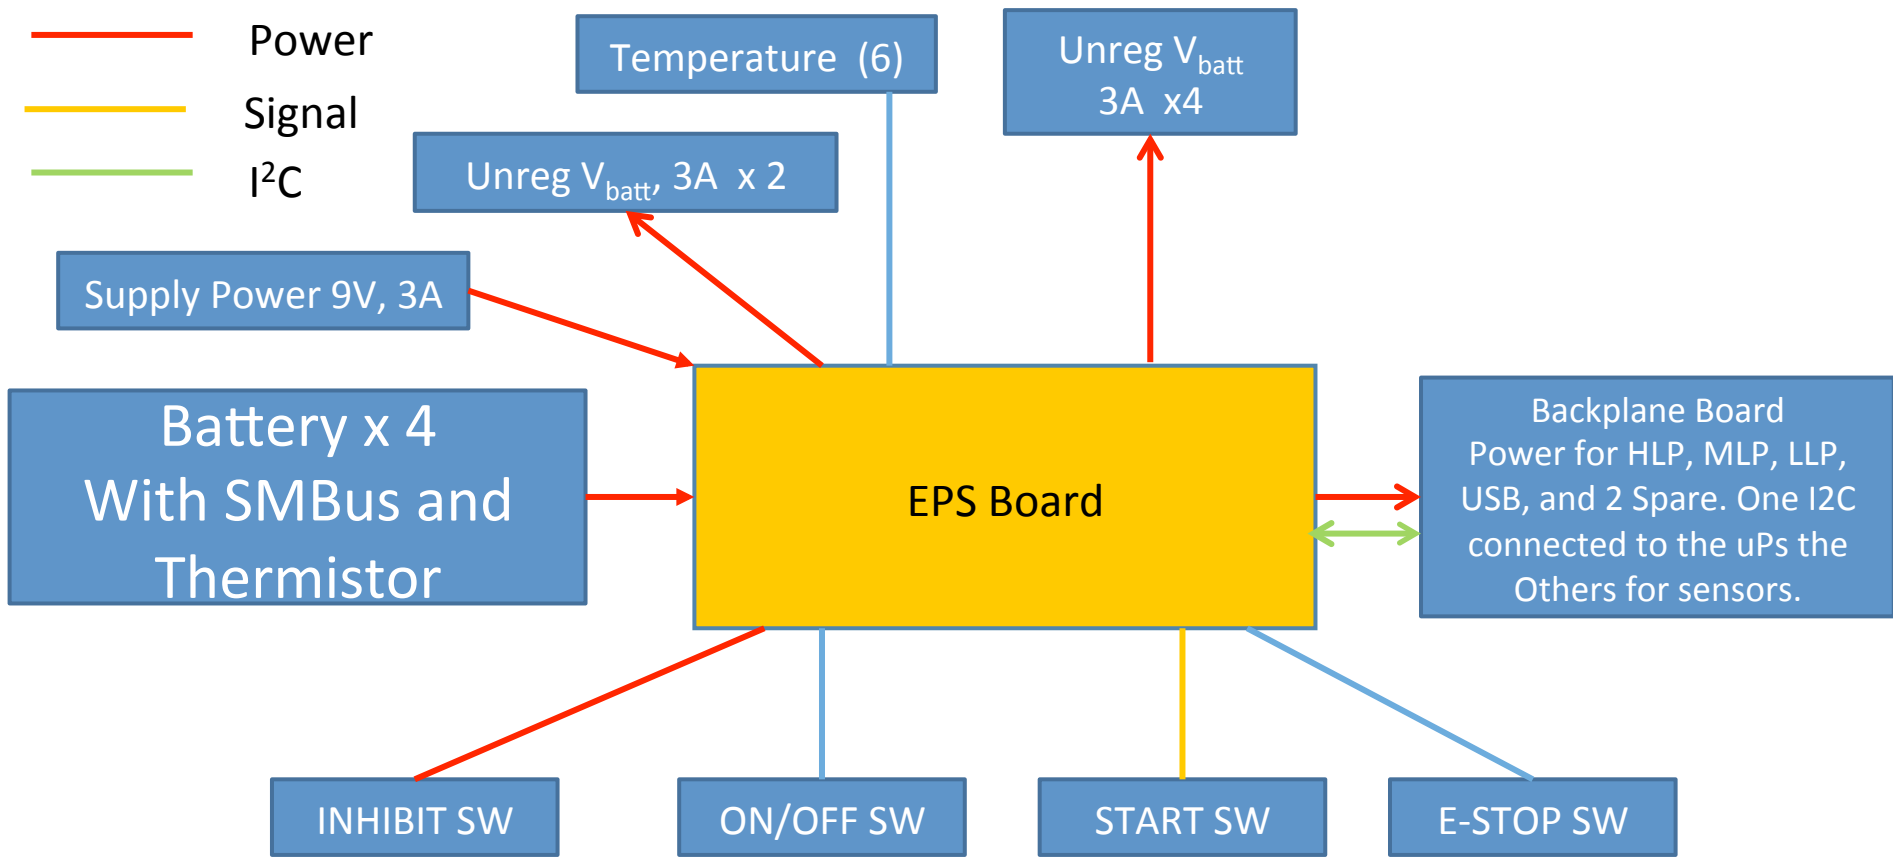 Power
Signal
I²C
Temperature (6)
Unreg V_batt
3A x4
Unreg V_batt, 3A x 2
Supply Power 9V, 3A
Battery x 4
With SMBus and
Thermistor
EPS Board
Backplane Board
Power for HLP, MLP, LLP,
USB, and 2 Spare. One I2C
connected to the uPs the
Others for sensors.
INHIBIT SW
ON/OFF SW
START SW
E-STOP SW